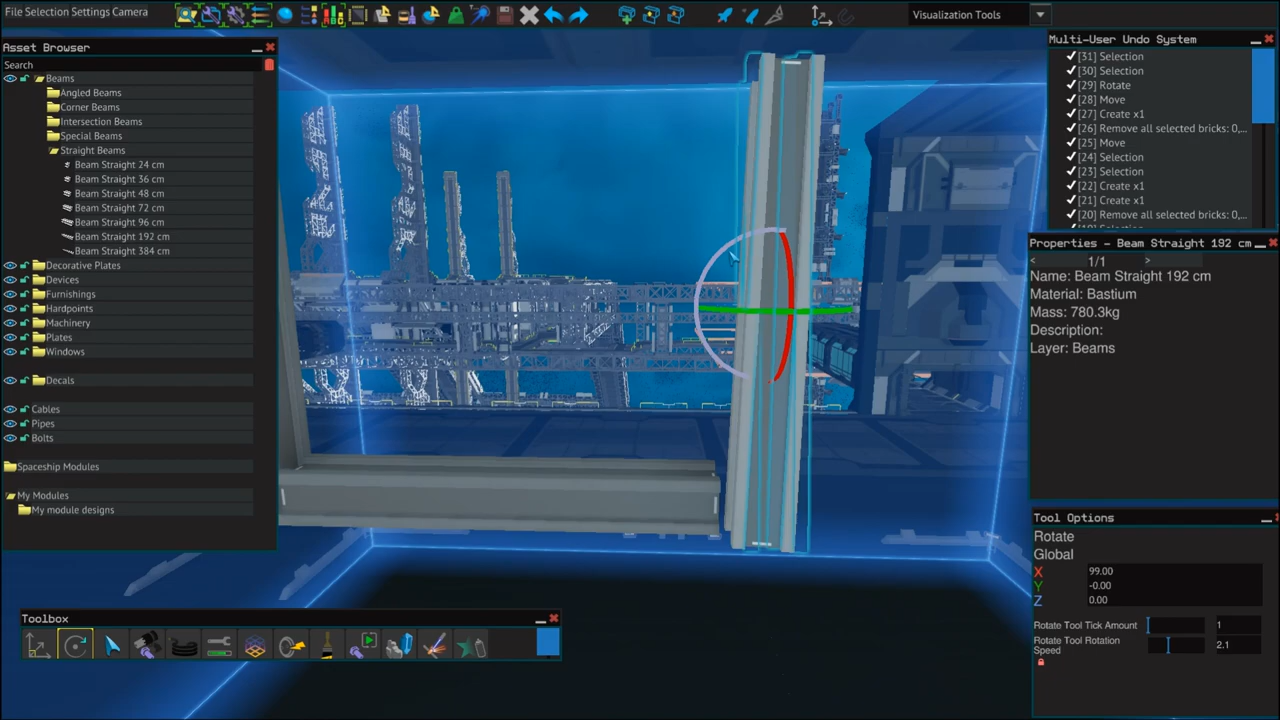 File Selection Settings Camera
Visualization Tools
Asset Browser
Search
Beams
Angled Beams
Corner Beams
Intersection Beams
Special Beams
Straight Beams
Beam Straight 24 cm
Beam Straight 36 cm
Beam Straight 48 cm
Beam Straight 72 cm
Beam Straight 96 cm
Beam Straight 192 cm
Beam Straight 384 cm
Decorative Plates
Devices
Furnishings
Hardpoints
Machinery
Plates
Windows
Decals
Cables
Pipes
Bolts
Spaceship Modules
My Modules
My module designs
Multi-User Undo System
[31] Selection
[30] Selection
[29] Rotate
[28] Move
[27] Create x1
[26] Remove all selected bricks: 0,...
[25] Move
[24] Selection
[23] Selection
[22] Create x1
[21] Create x1
[20] Remove all selected bricks: 0,...
Properties - Beam Straight 192 cm
< 1/1 >
Name: Beam Straight 192 cm
Material: Bastium
Mass: 780.3kg
Description:
Layer: Beams
Tool Options
Rotate
Global
X 99.00
Y -0.00
Z 0.00
Rotate Tool Tick Amount 1
Rotate Tool Rotation Speed 2.1
Toolbox